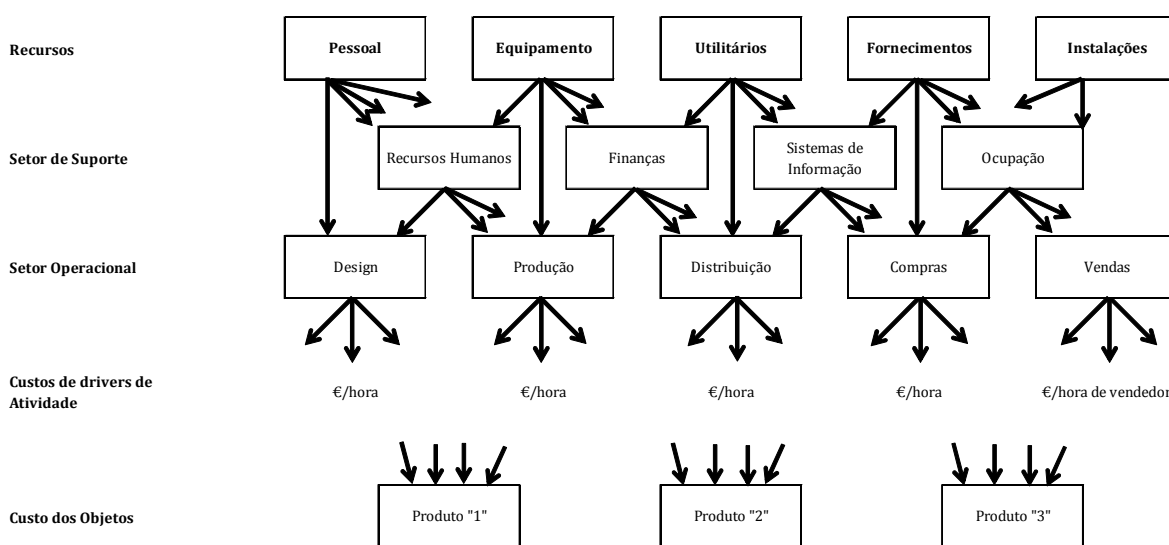 Recursos
Pessoal
Equipamento
Utilitários
Fornecimentos
Instalações
Setor de Suporte
Recursos Humanos
Finanças
Sistemas de
Informação
Ocupação
Setor Operacional
Design
Produção
Distribuição
Compras
Vendas
Custos de drivers de
Atividade
€/hora
€/hora
€/hora
€/hora
€/hora de vendedor
Custo dos Objetos
Produto "1"
Produto "2"
Produto "3"